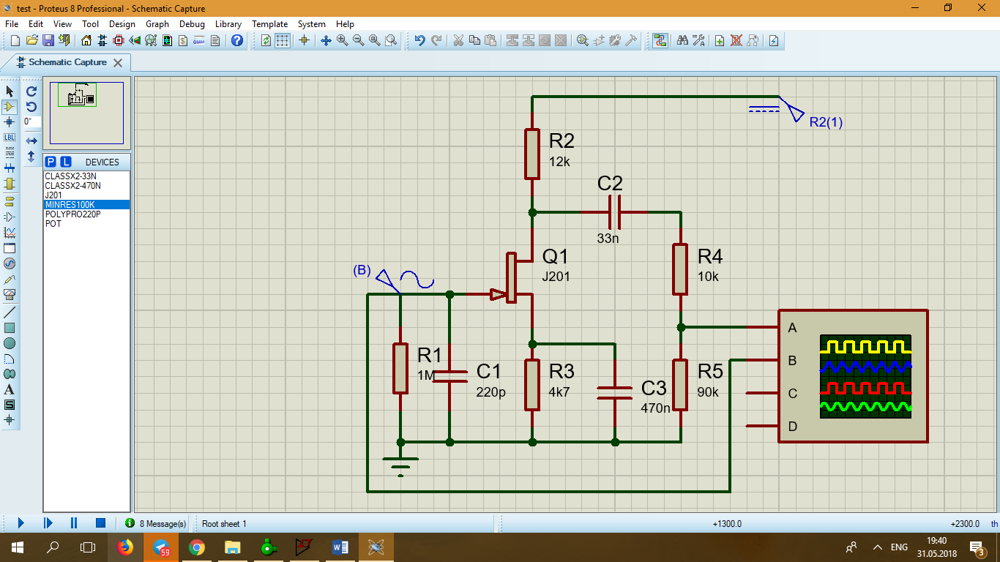 test - Proteus 8 Professional - Schematic Capture
File Edit View Tool Design Graph Debug Library Template System Help
Schematic Capture
0°
LBL
P L DEVICES
CLASSX2-33N
CLASSX2-470N
J201
MINRES100K
POLYPRO220P
POT
A
S
R2(1)
R2
12k
C2
33n
Q1
J201
(B)
R4
10k
R1
1M
C1
220p
R3
4k7
C3
470n
R5
90k
A
B
C
D
8 Message(s) Root sheet 1 +1300.0 +2300.0 th
59
W
ENG
19:40
31.05.2018
3